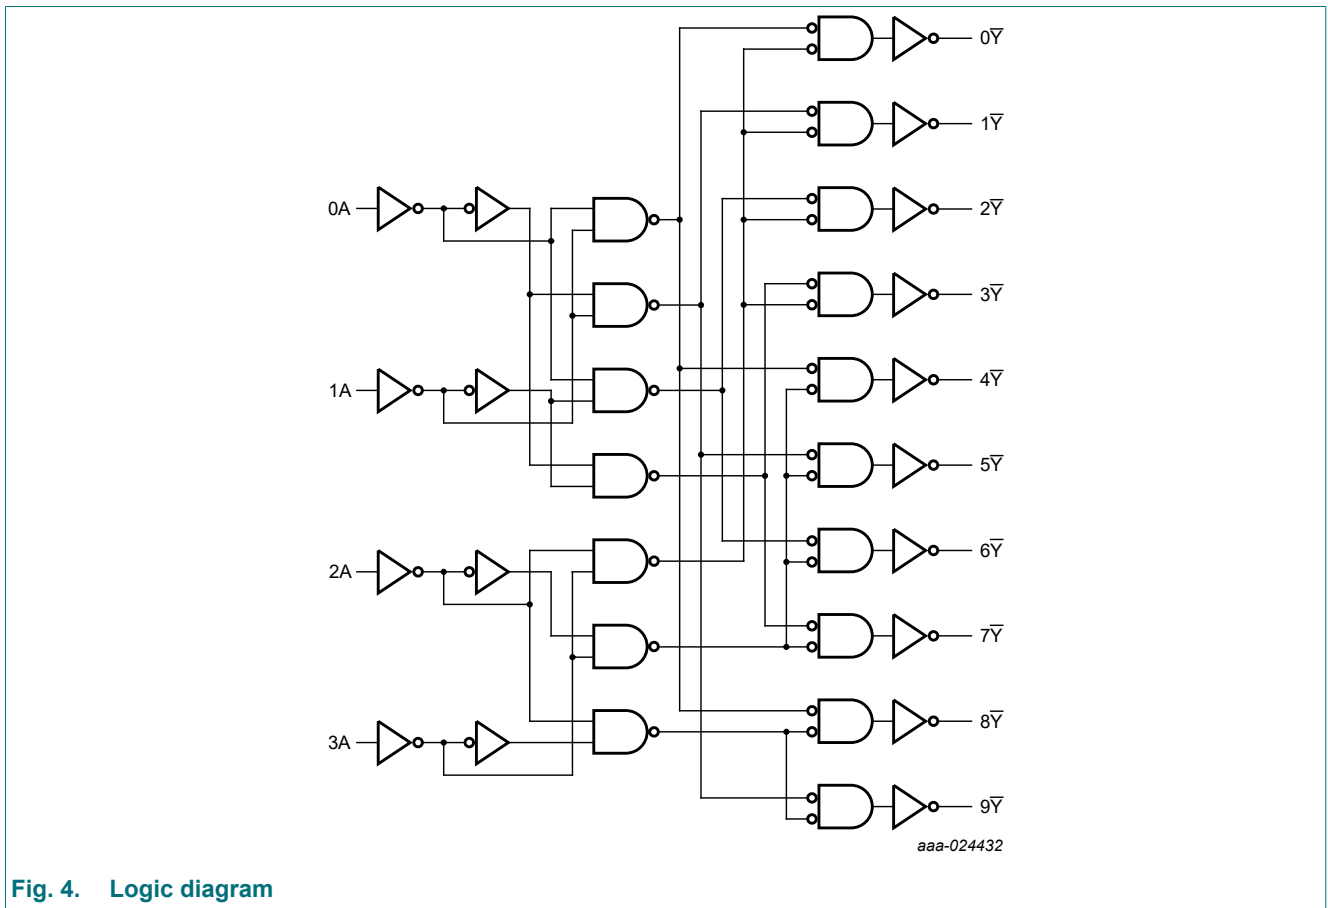 0Y̅
1Y̅
2Y̅
3Y̅
4Y̅
5Y̅
6Y̅
7Y̅
8Y̅
9Y̅
0A
1A
2A
3A
aaa-024432
Fig. 4. Logic diagram